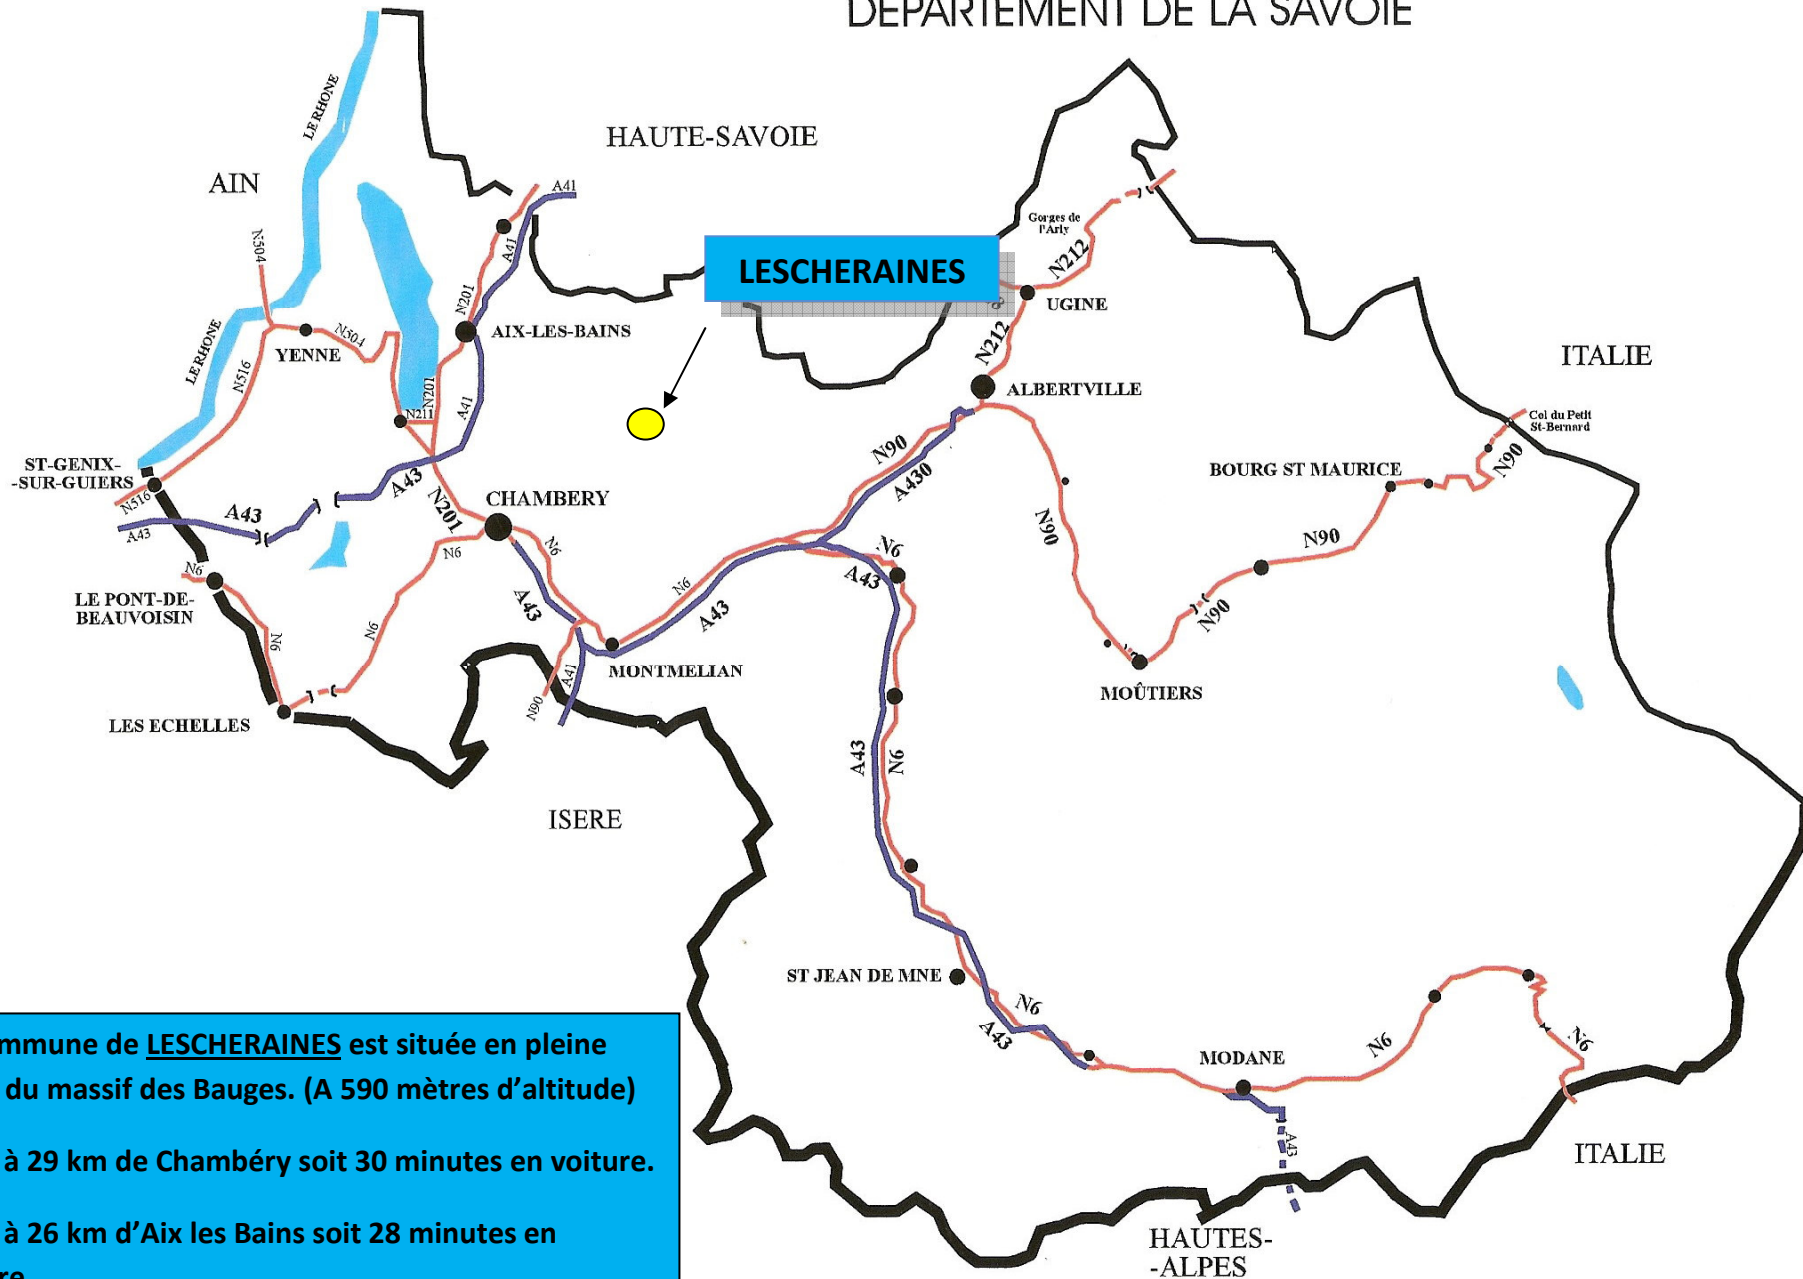 DEPARTEMENT DE LA SAVOIE
LE RHONE
HAUTE-SAVOIE
AIN
A41
Gorges de
l'Arly
N504
A41
N212
LESCHERAINES
N201
UGINE
LE RHONE
AIX-LES-BAINS
N504
YENNE
N212
ITALIE
N516
N201
ALBERTVILLE
A41
N211
Col du Petit
St-Bernard
N90
ST-GENIX-
-SUR-GUIERS
A43
A430
BOURG ST MAURICE
N90
N516
CHAMBERY
A43
N201
A43
N90
N90
N6
N6
N6
N6
A43
LE PONT-DE-
BEAUVOISIN
A43
N6
A43
N90
N6
N6
MONTMELIAN
A41
MOÛTIERS
N90
LES ECHELLES
A43
N6
ISERE
ST JEAN DE MNE
N6
A43
MODANE
N6
N6
A43
ITALIE
HAUTES-
-ALPES
mmune de LESCHERAINES est située en pleine
du massif des Bauges. (A 590 mètres d’altitude)
à 29 km de Chambéry soit 30 minutes en voiture.
à 26 km d’Aix les Bains soit 28 minutes en
re